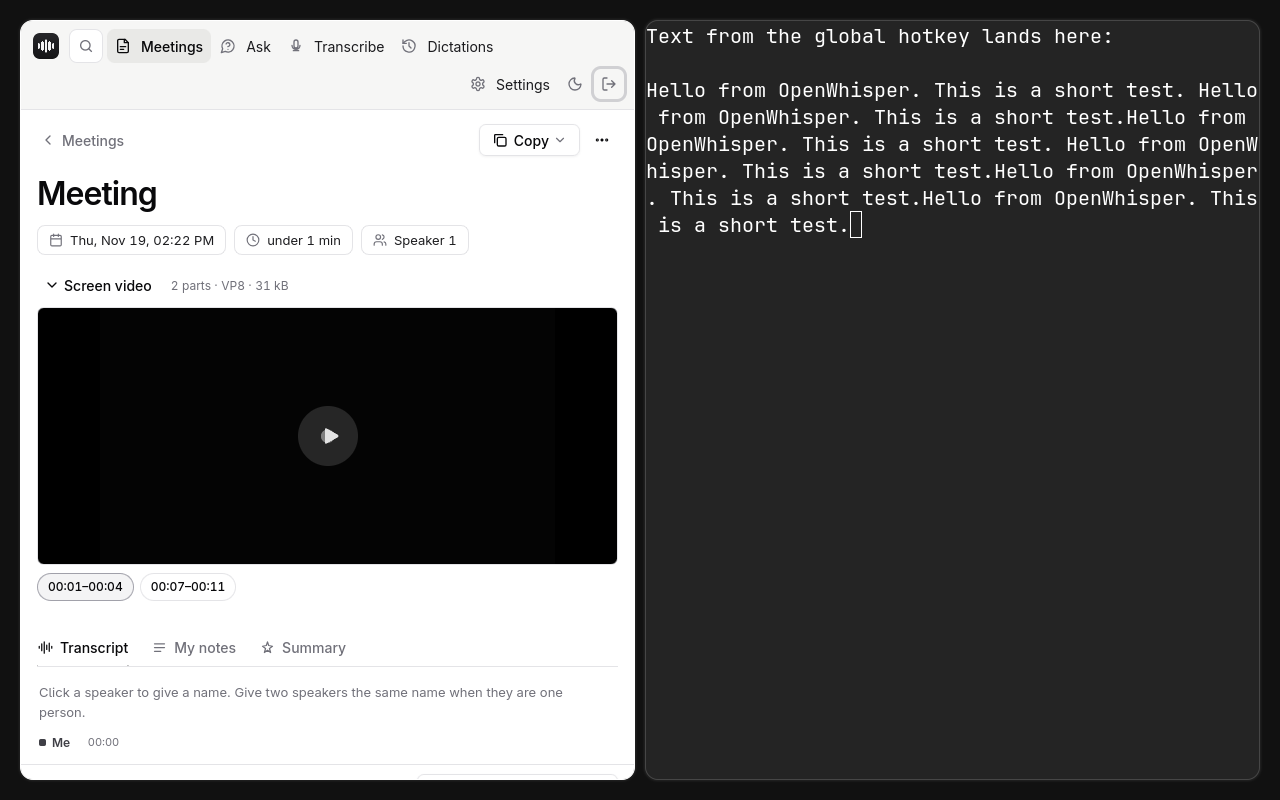 Meetings
Ask
Transcribe
Dictations
Settings
Meetings
Copy
Meeting
Thu, Nov 19, 02:22 PM
under 1 min
Speaker 1
Screen video
2 parts · VP8 · 31 kB
00:01–00:04
00:07–00:11
Transcript
My notes
Summary
Click a speaker to give a name. Give two speakers the same name when they are one
person.
Me
00:00
Text from the global hotkey lands here:
Hello from OpenWhisper. This is a short test. Hello
from OpenWhisper. This is a short test.Hello from
OpenWhisper. This is a short test. Hello from OpenW
hisper. This is a short test.Hello from OpenWhisper
. This is a short test.Hello from OpenWhisper. This
is a short test.